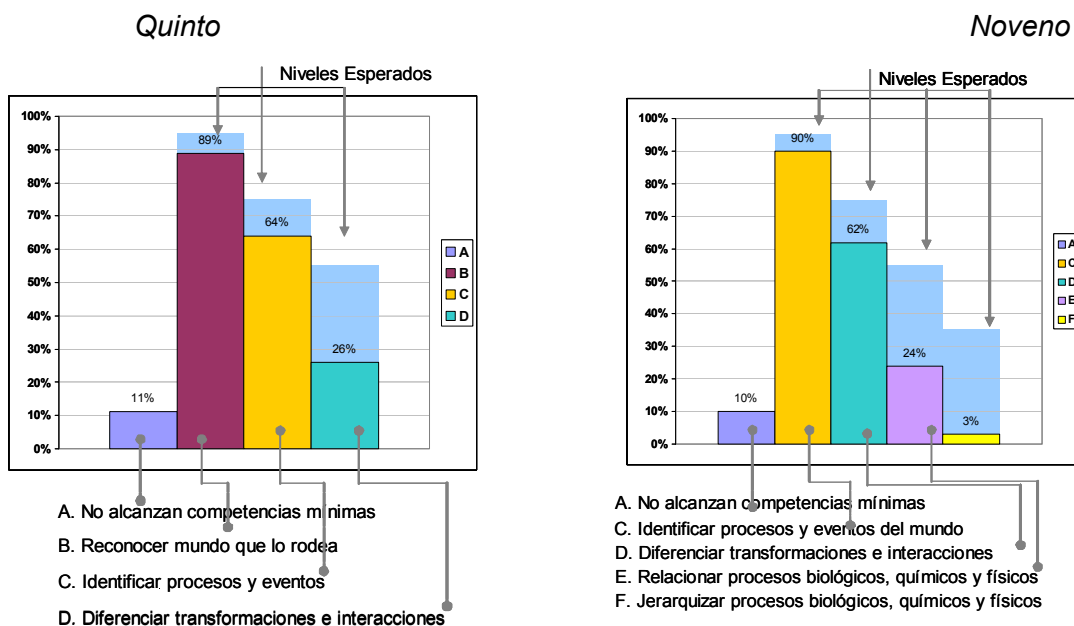 Quinto
Niveles Esperados
100%
90%
80%
70%
60%
50%
40%
30%
20%
10%
0%
11%
89%
64%
26%
A
B
C
D
A. No alcanzan competencias mínimas
B. Reconocer mundo que lo rodea
C. Identificar procesos y eventos
D. Diferenciar transformaciones e interacciones
Noveno
Niveles Esperados
100%
90%
80%
70%
60%
50%
40%
30%
20%
10%
0%
10%
90%
62%
24%
3%
A
C
D
E
F
A. No alcanzan competencias mínimas
C. Identificar procesos y eventos del mundo
D. Diferenciar transformaciones e interacciones
E. Relacionar procesos biológicos, químicos y físicos
F. Jerarquizar procesos biológicos, químicos y físicos